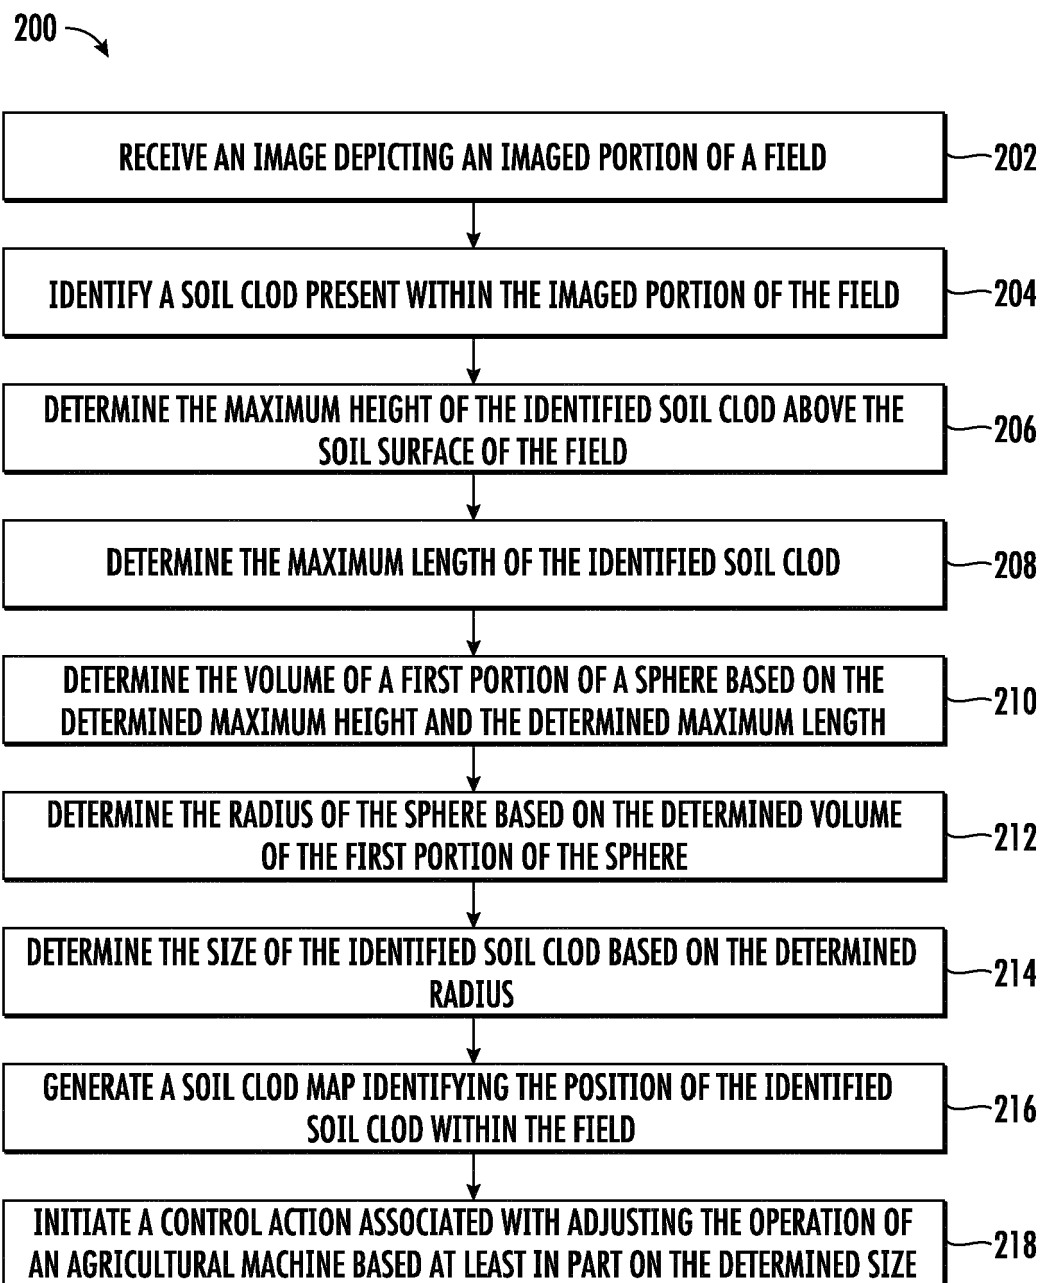 200
RECEIVE AN IMAGE DEPICTING AN IMAGED PORTION OF A FIELD
202
IDENTIFY A SOIL CLOD PRESENT WITHIN THE IMAGED PORTION OF THE FIELD
204
DETERMINE THE MAXIMUM HEIGHT OF THE IDENTIFIED SOIL CLOD ABOVE THE
SOIL SURFACE OF THE FIELD
206
DETERMINE THE MAXIMUM LENGTH OF THE IDENTIFIED SOIL CLOD
208
DETERMINE THE VOLUME OF A FIRST PORTION OF A SPHERE BASED ON THE
DETERMINED MAXIMUM HEIGHT AND THE DETERMINED MAXIMUM LENGTH
210
DETERMINE THE RADIUS OF THE SPHERE BASED ON THE DETERMINED VOLUME
OF THE FIRST PORTION OF THE SPHERE
212
DETERMINE THE SIZE OF THE IDENTIFIED SOIL CLOD BASED ON THE DETERMINED
RADIUS
214
GENERATE A SOIL CLOD MAP IDENTIFYING THE POSITION OF THE IDENTIFIED
SOIL CLOD WITHIN THE FIELD
216
INITIATE A CONTROL ACTION ASSOCIATED WITH ADJUSTING THE OPERATION OF
AN AGRICULTURAL MACHINE BASED AT LEAST IN PART ON THE DETERMINED SIZE
218